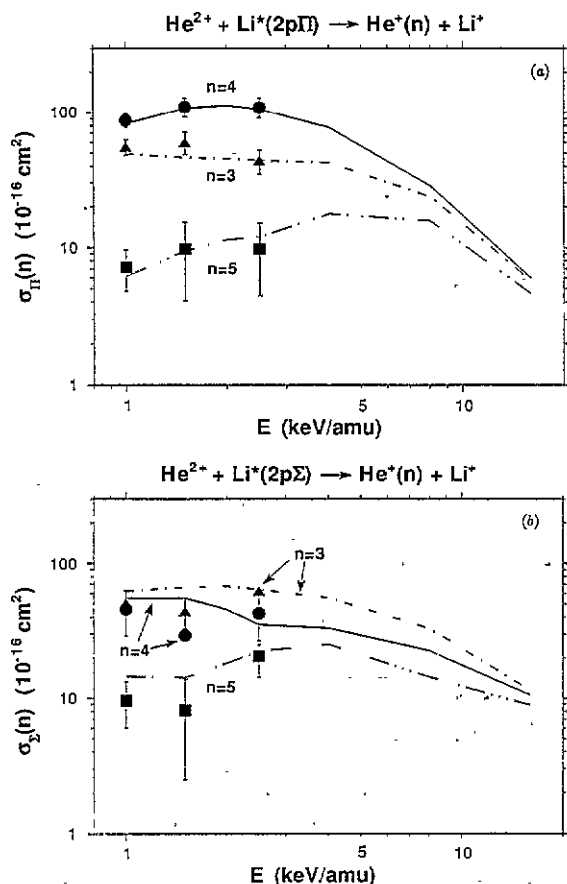 He²⁺ + Li*(2pΠ) → He⁺(n) + Li⁺
(a)
100
10
1
σ_Π(n) (10⁻¹⁶ cm²)
n=4
n=3
n=5
1
5
10
E (keV/amu)
He²⁺ + Li*(2pΣ) → He⁺(n) + Li⁺
(b)
100
10
1
σ_Σ(n) (10⁻¹⁶ cm²)
n=3
n=4
n=5
1
5
10
E (keV/amu)